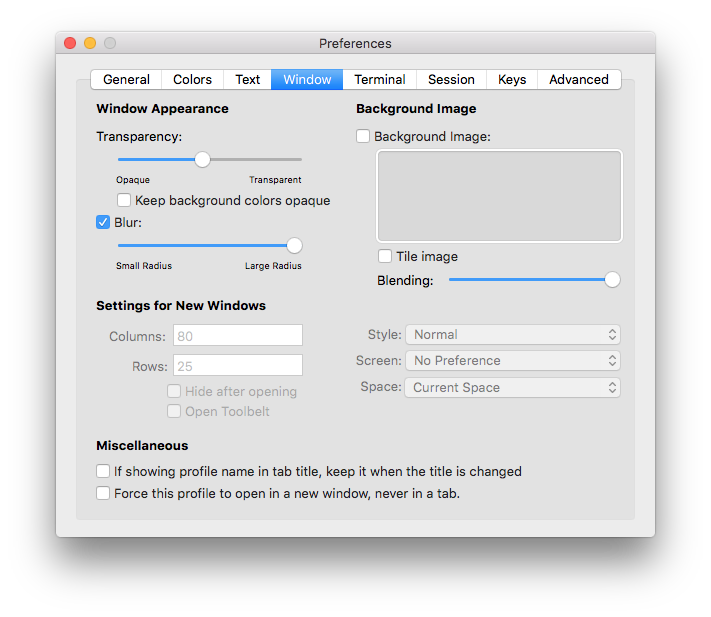 Preferences
General Colors Text Window Terminal Session Keys Advanced
Window Appearance
Transparency:
Opaque Transparent
Keep background colors opaque
Blur:
Small Radius Large Radius
Background Image
Background Image:
Tile image
Blending:
Settings for New Windows
Columns: 80
Rows: 25
Hide after opening
Open Toolbelt
Style: Normal
Screen: No Preference
Space: Current Space
Miscellaneous
If showing profile name in tab title, keep it when the title is changed
Force this profile to open in a new window, never in a tab.